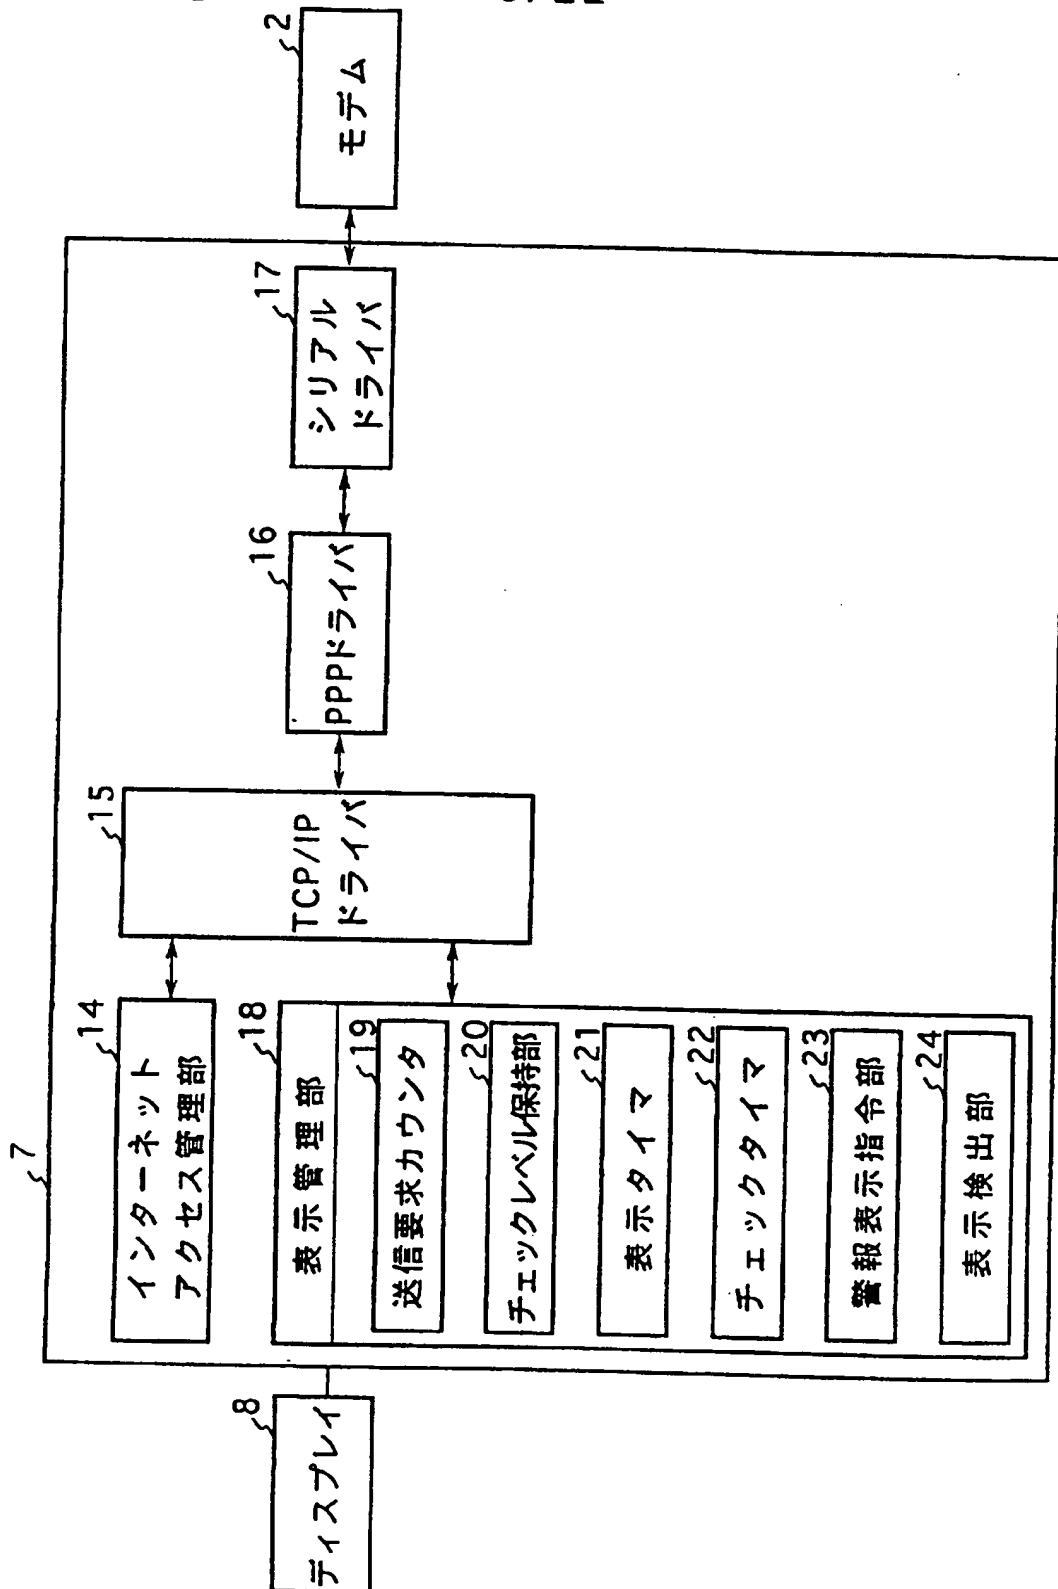 7
8
ディスプレイ
14
インターネット
アクセス管理部
18
表示管理部
19
送信要求カウンタ
20
チェックレベル保持部
21
表示タイマ
22
チェックタイマ
23
警報表示指令部
24
表示検出部
15
TCP/IP
ドライバ
16
PPPドライバ
17
シリアル
ドライバ
2
モデム